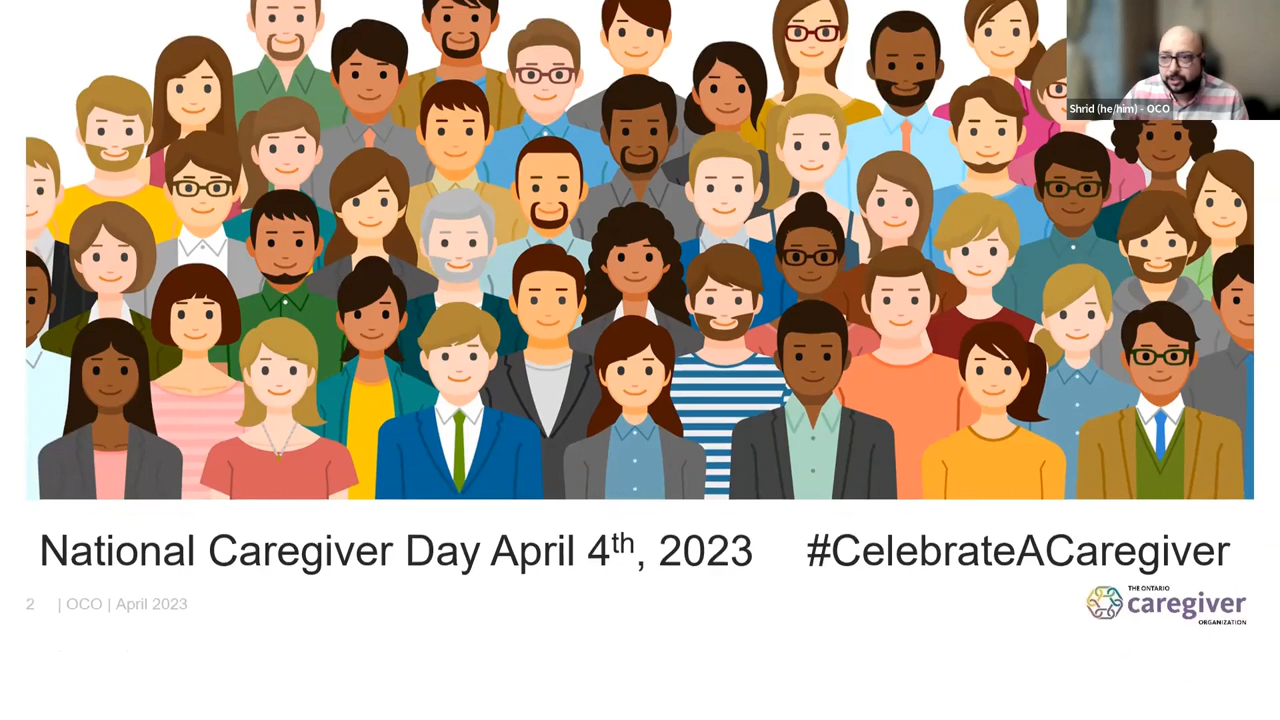 Shrid (he/him) - OCO
National Caregiver Day April 4th, 2023 #CelebrateACaregiver
2 | OCO | April 2023
THE ONTARIO
caregiver
ORGANIZATION